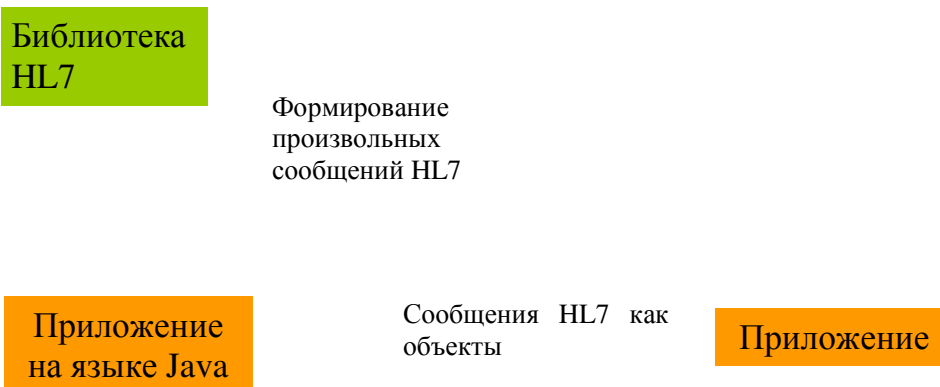 Библиотека
HL7
Формирование
произвольных
сообщений HL7
Приложение
на языке Java
Сообщения HL7 как
объекты
Приложение